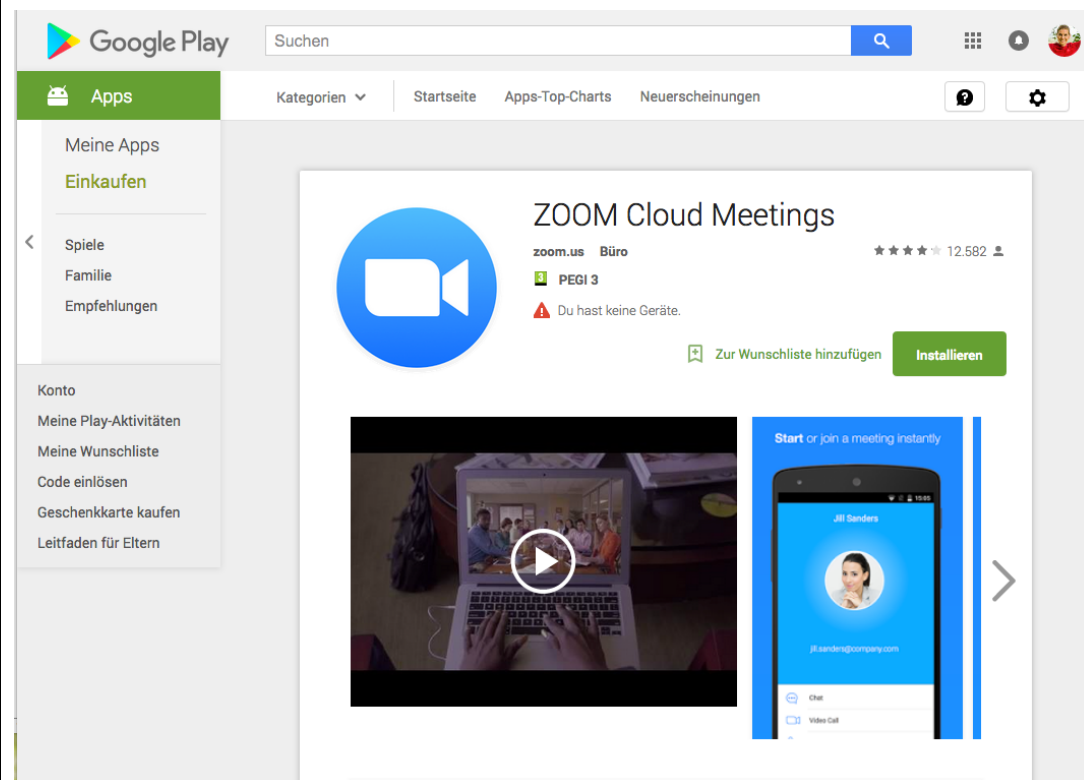 Google Play
Suchen
Apps
Kategorien
Startseite
Apps-Top-Charts
Neuerscheinungen
Meine Apps
Einkaufen
Spiele
Familie
Empfehlungen
Konto
Meine Play-Aktivitäten
Meine Wunschliste
Code einlösen
Geschenkkarte kaufen
Leitfaden für Eltern
ZOOM Cloud Meetings
zoom.us Büro
12.582
3 PEGI 3
Du hast keine Geräte.
Zur Wunschliste hinzufügen
Installieren
Start or join a meeting instantly
15:05
Jill Sanders
jill.sanders@company.com
Chat
Video Call